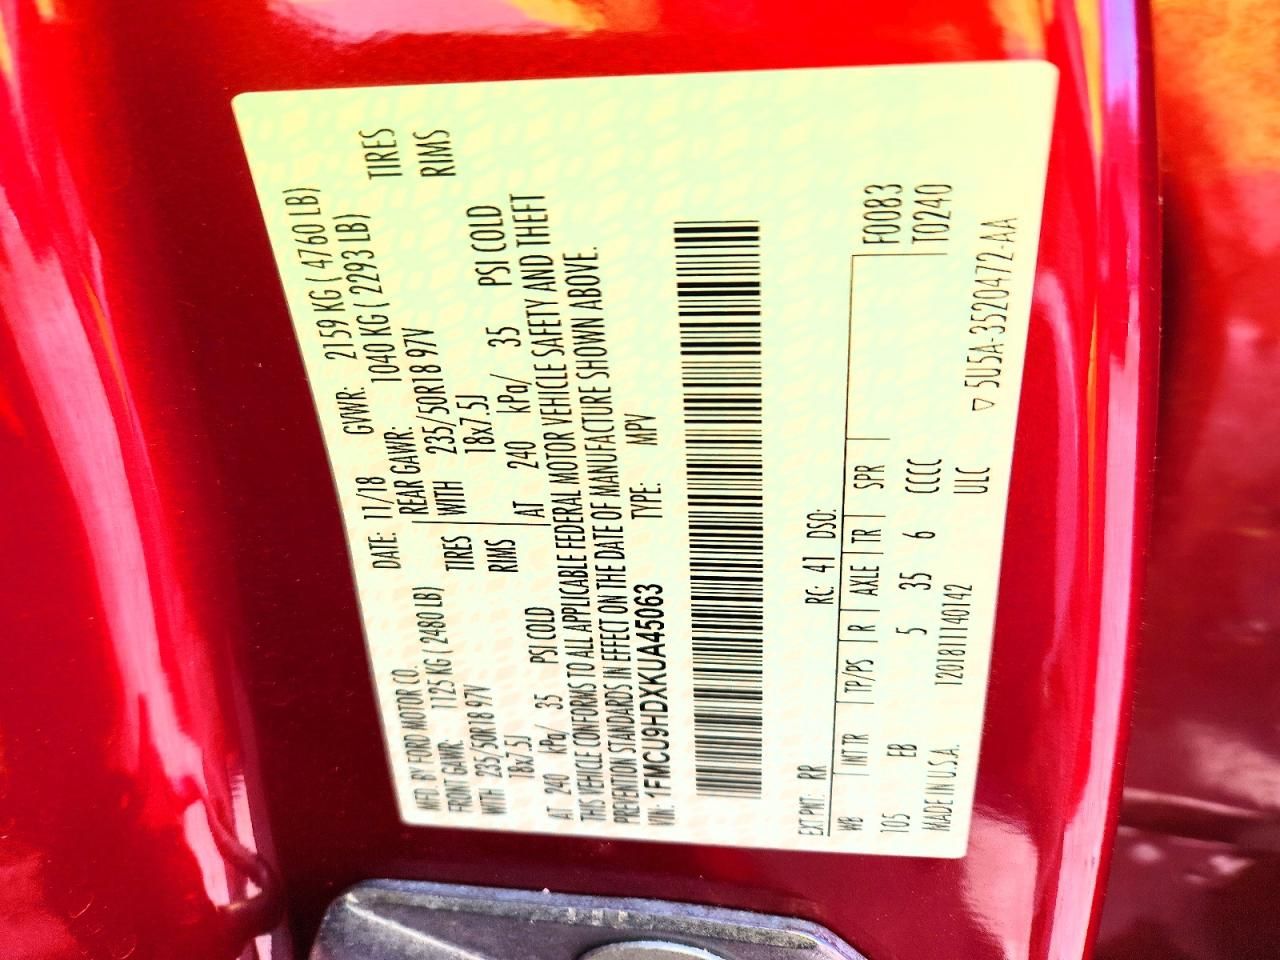 MFD. BY FORD MOTOR CO. DATE: 11/18 GVWR: 2159 KG ( 4760 LB)
FRONT GAWR: 1125 KG ( 2480 LB) REAR GAWR: 1040 KG ( 2293 LB)
WITH 235/50R18 97V TIRES WITH 235/50R18 97V TIRES
18x7.5J RIMS 18x7.5J RIMS
AT 240 kPa/ 35 PSI COLD AT 240 kPa/ 35 PSI COLD
THIS VEHICLE CONFORMS TO ALL APPLICABLE FEDERAL MOTOR VEHICLE SAFETY AND THEFT
PREVENTION STANDARDS IN EFFECT ON THE DATE OF MANUFACTURE SHOWN ABOVE.
VIN: 1FMCU9HDXKUA45063 TYPE: MPV
EXT PNT: RR RC: 41 DSO: F0083
WB INT TR TP/PS R AXLE TR SPR T0240
105 EB 5 35 6 CCCC
MADE IN U.S.A. 120181114 0142 ULC ▽ 5U5A-3520472-AA